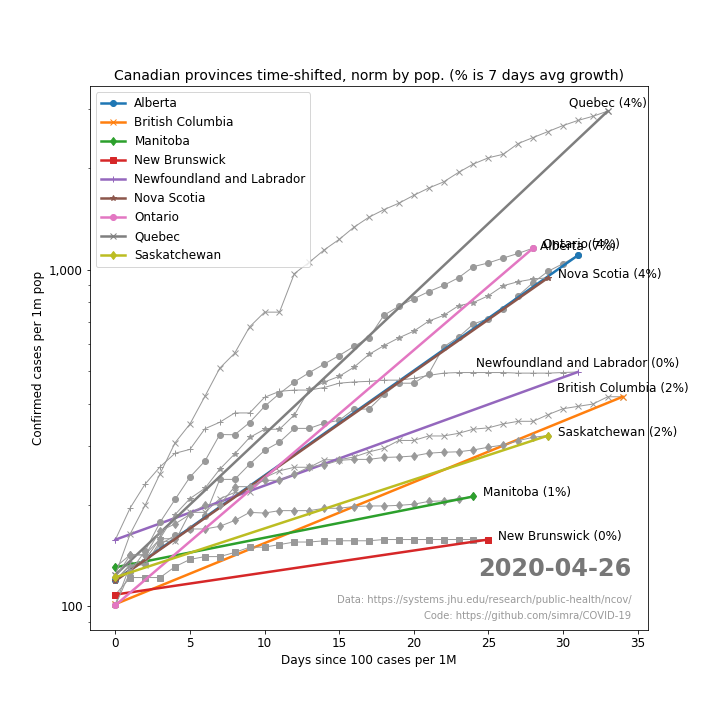 Canadian provinces time-shifted, norm by pop. (% is 7 days avg growth)
Alberta
British Columbia
Manitoba
New Brunswick
Newfoundland and Labrador
Nova Scotia
Ontario
Quebec
Saskatchewan
Quebec (4%)
Ontario (4%)
Alberta (7%)
Nova Scotia (4%)
Newfoundland and Labrador (0%)
British Columbia (2%)
Saskatchewan (2%)
Manitoba (1%)
New Brunswick (0%)
2020-04-26
Data: https://systems.jhu.edu/research/public-health/ncov/
Code: https://github.com/simra/COVID-19
Confirmed cases per 1m pop
1,000
100
0 5 10 15 20 25 30 35
Days since 100 cases per 1M